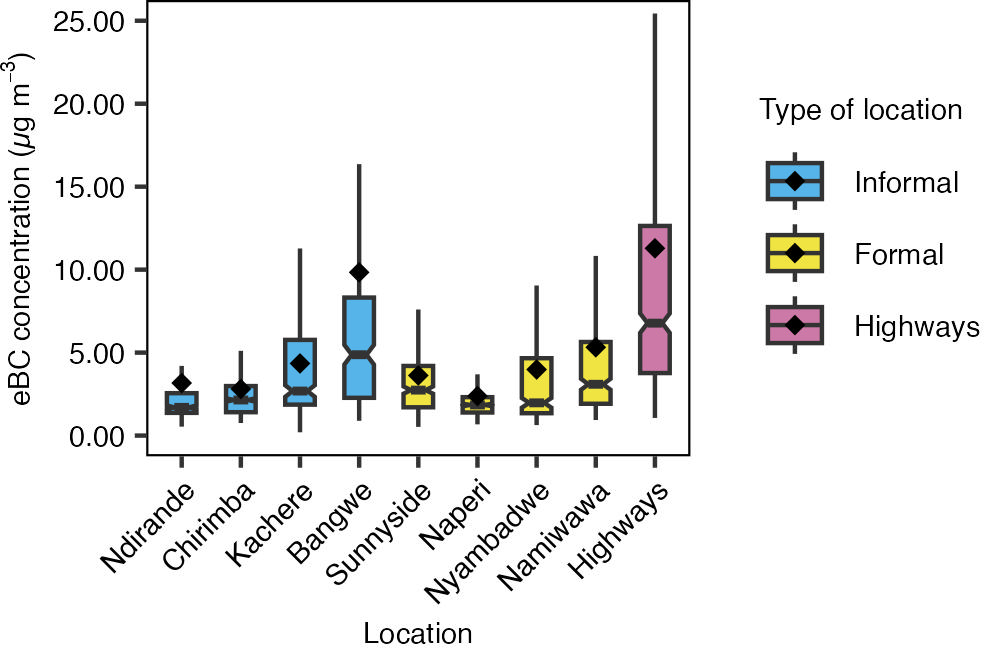 eBC concentration (μg m⁻³)
25.00
20.00
15.00
10.00
5.00
0.00
Ndirande
Chirimba
Kachere
Bangwe
Sunnyside
Naperi
Nyambadwe
Namiwawa
Highways
Location
Type of location
Informal
Formal
Highways